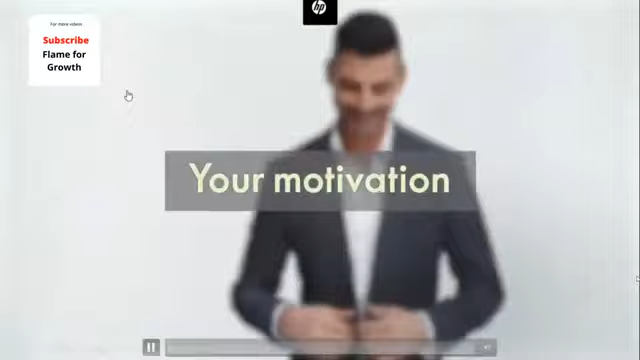 hp
For more videos
Subscribe
Flame for
Growth
Your motivation